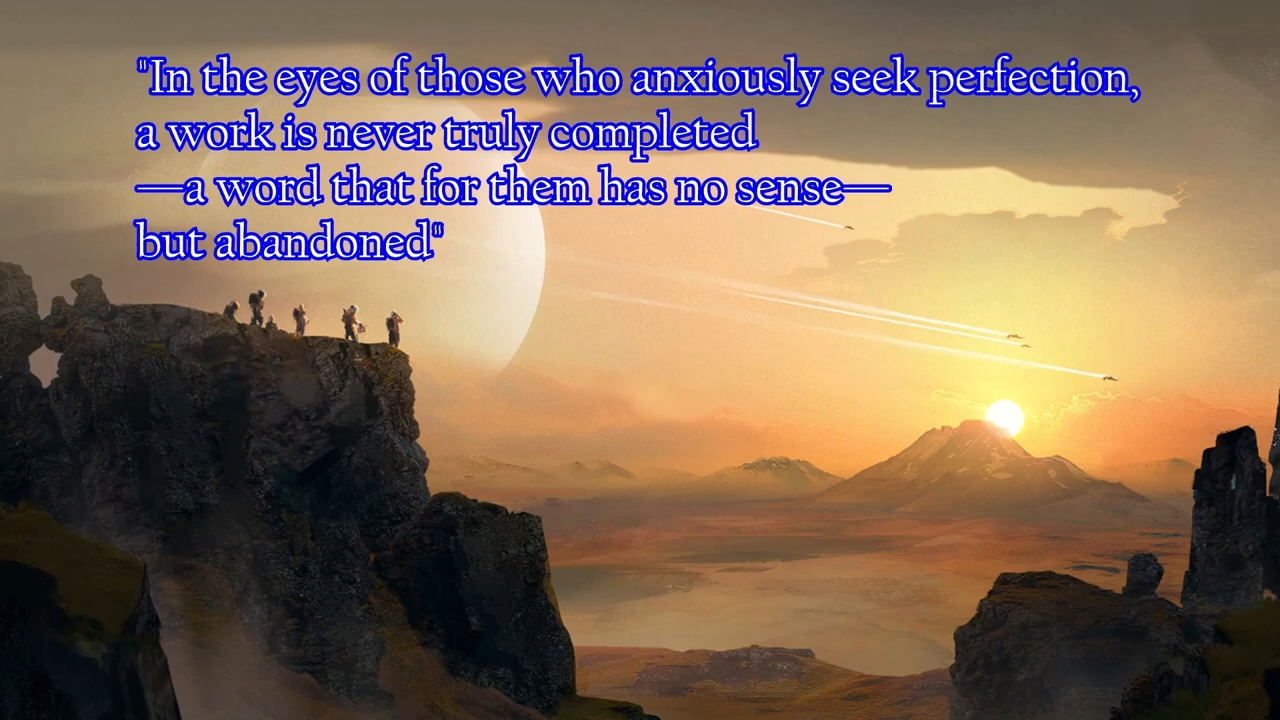 "In the eyes of those who anxiously seek perfection,
a work is never truly completed
—a word that for them has no sense—
but abandoned"